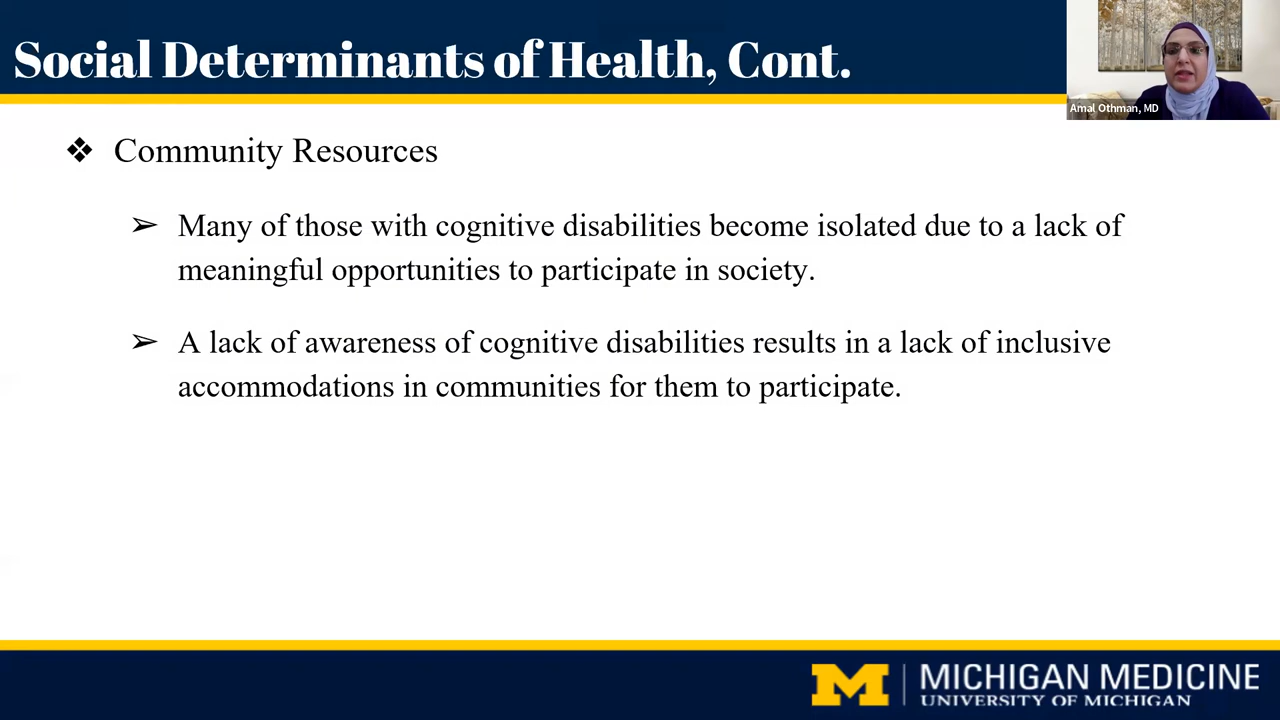 Social Determinants of Health, Cont.
Amal Othman, MD
❖ Community Resources
➢ Many of those with cognitive disabilities become isolated due to a lack of
meaningful opportunities to participate in society.
➢ A lack of awareness of cognitive disabilities results in a lack of inclusive
accommodations in communities for them to participate.
M | MICHIGAN MEDICINE
UNIVERSITY OF MICHIGAN